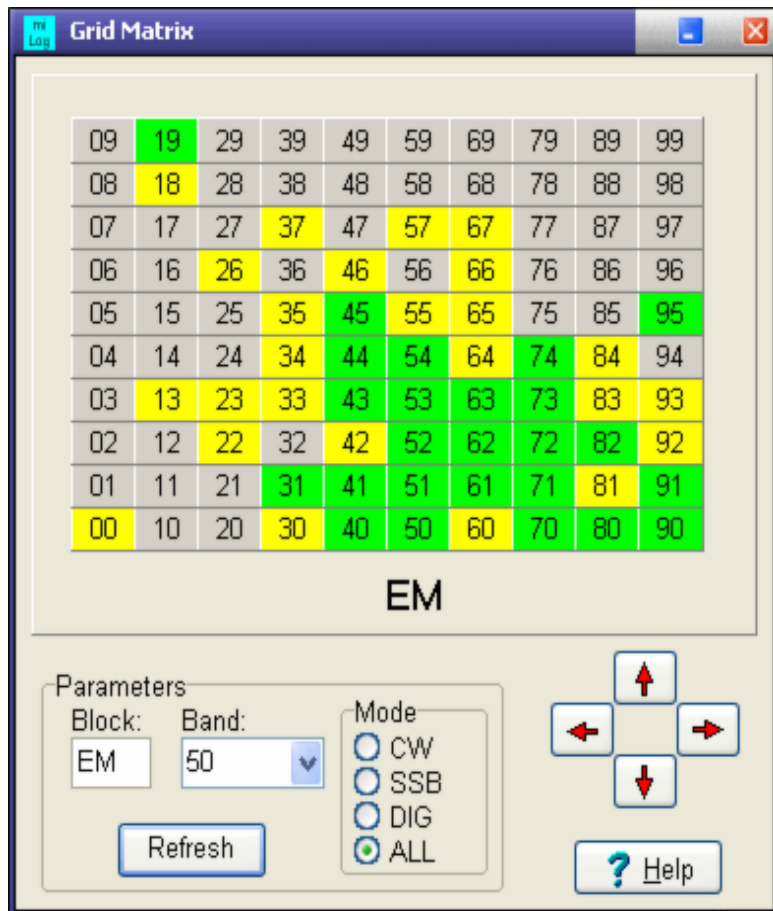 mi
Log
Grid Matrix
09 19 29 39 49 59 69 79 89 99
08 18 28 38 48 58 68 78 88 98
07 17 27 37 47 57 67 77 87 97
06 16 26 36 46 56 66 76 86 96
05 15 25 35 45 55 65 75 85 95
04 14 24 34 44 54 64 74 84 94
03 13 23 33 43 53 63 73 83 93
02 12 22 32 42 52 62 72 82 92
01 11 21 31 41 51 61 71 81 91
00 10 20 30 40 50 60 70 80 90
EM
Parameters
Block: Band:
EM 50
Refresh
Mode
CW
SSB
DIG
ALL
? Help